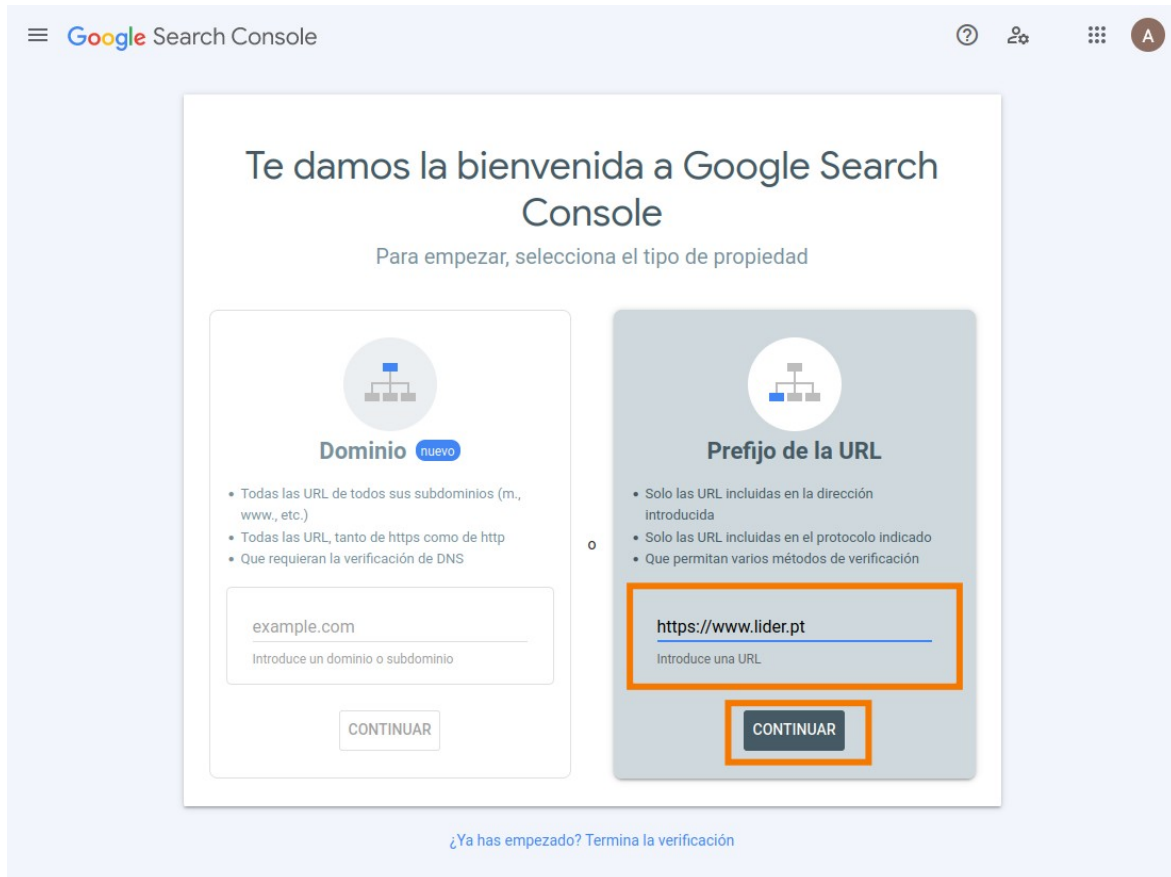 Google Search Console
A
Te damos la bienvenida a Google Search
Console
Para empezar, selecciona el tipo de propiedad
Dominio nuevo
• Todas las URL de todos sus subdominios (m.,
www., etc.)
• Todas las URL, tanto de https como de http
• Que requieran la verificación de DNS
example.com
Introduce un dominio o subdominio
CONTINUAR
o
Prefijo de la URL
• Solo las URL incluidas en la dirección
introducida
• Solo las URL incluidas en el protocolo indicado
• Que permitan varios métodos de verificación
https://www.lider.pt
Introduce una URL
CONTINUAR
¿Ya has empezado? Termina la verificación